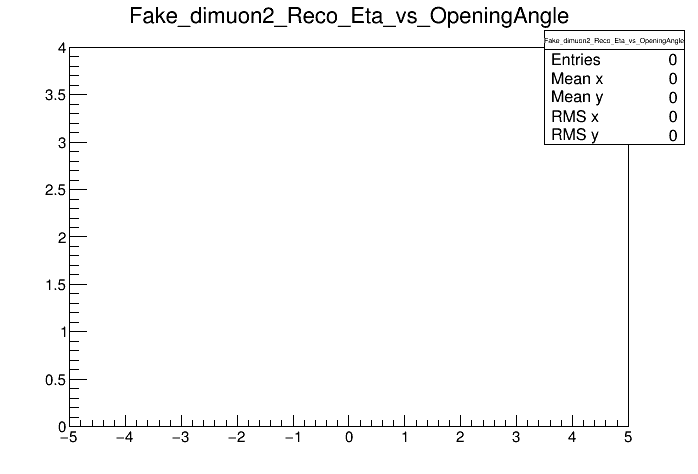 Fake_dimuon2_Reco_Eta_vs_OpeningAngle
Fake_dimuon2_Reco_Eta_vs_OpeningAngle
Entries 0
Mean x 0
Mean y 0
RMS x 0
RMS y 0
4
3.5
3
2.5
2
1.5
1
0.5
0
−5 −4 −3 −2 −1 0 1 2 3 4 5